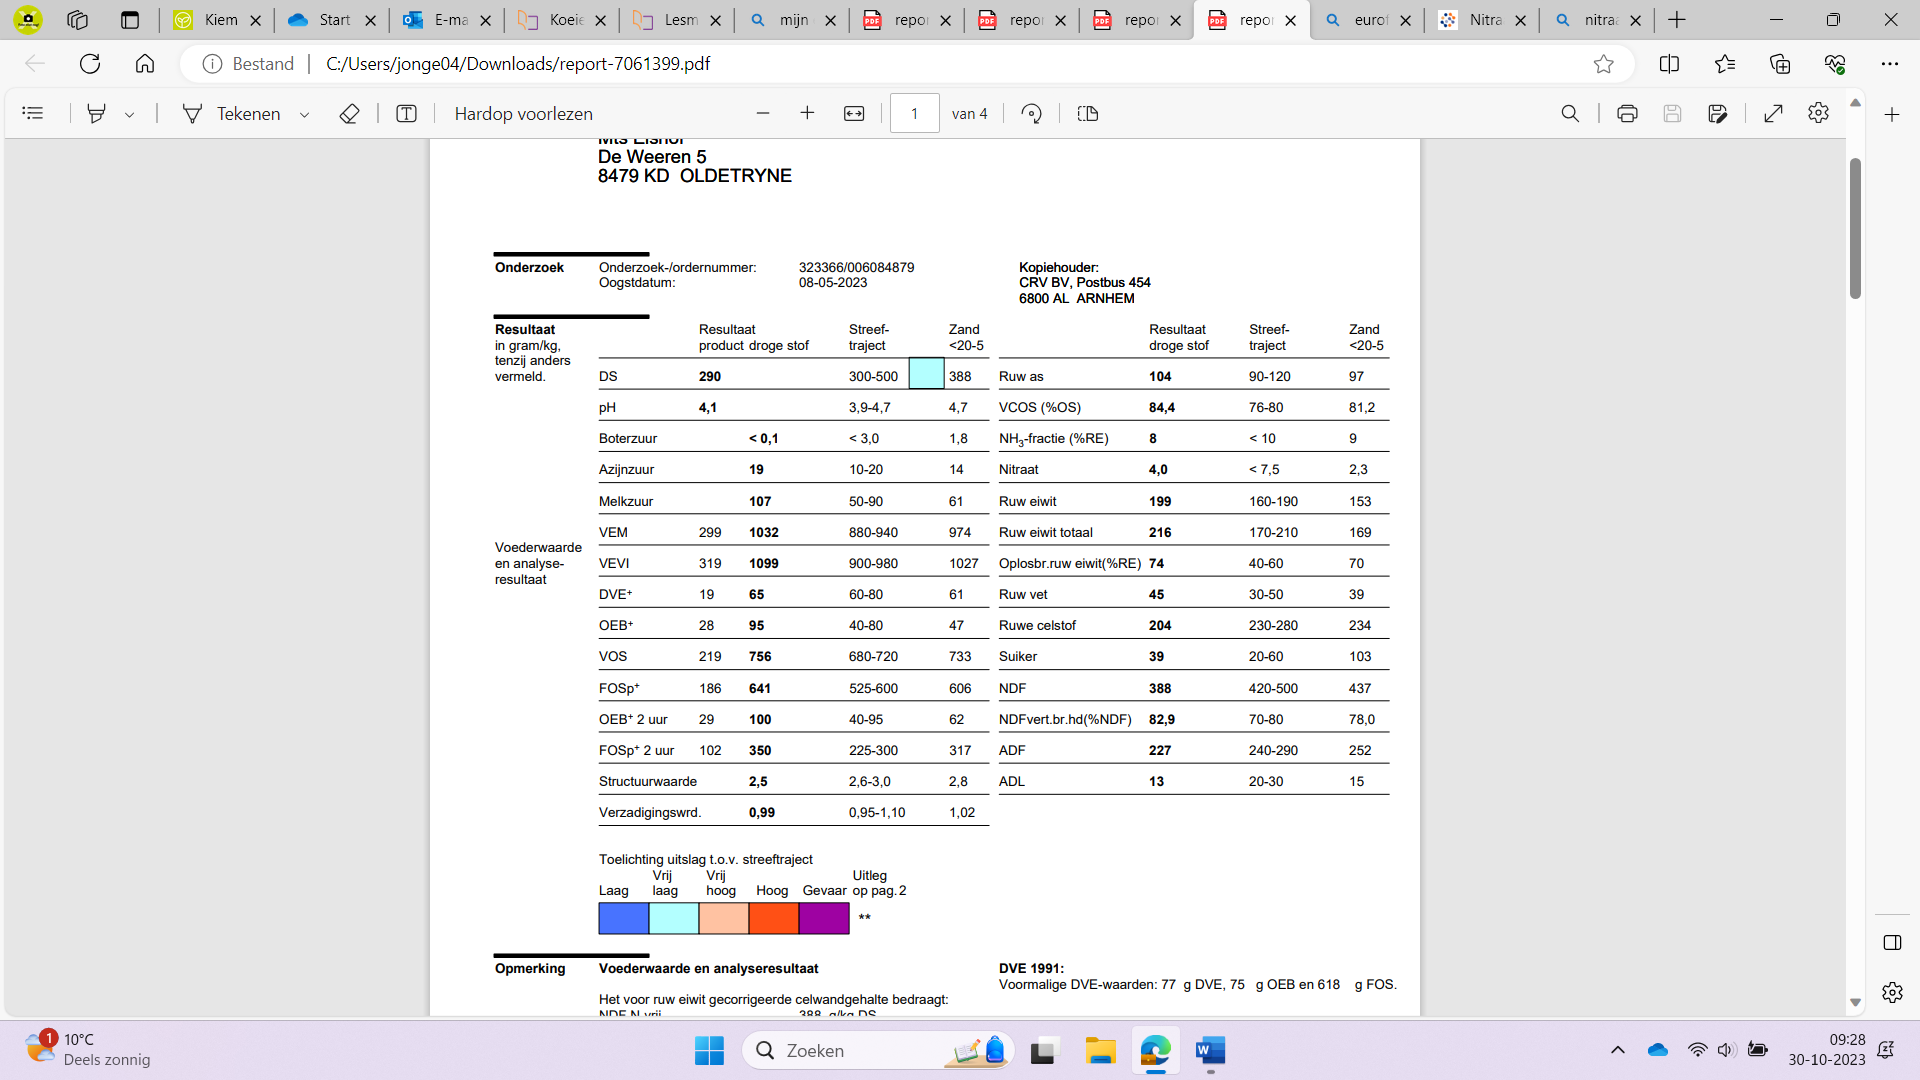 Kiem
Start
E-ma
Koeie
Lesm
mijn
repor
repor
repor
repor
eurof
Nitra
nitraa
Bestand
C:/Users/jonge04/Downloads/report-7061399.pdf
Tekenen
Hardop voorlezen
1 van 4
De Weeren 5
8479 KD OLDETRYNE
Onderzoek Onderzoek-/ordernummer: 323366/006084879 Kopiehouder:
Oogstdatum: 08-05-2023 CRV BV, Postbus 454
6800 AL ARNHEM
Resultaat Resultaat Streef- Zand Resultaat Streef- Zand
in gram/kg, product droge stof traject <20-5 droge stof traject <20-5
tenzij anders
vermeld. DS 290 300-500 388 Ruw as 104 90-120 97
pH 4,1 3,9-4,7 4,7 VCOS (%OS) 84,4 76-80 81,2
Boterzuur < 0,1 < 3,0 1,8 NH3-fractie (%RE) 8 < 10 9
Azijnzuur 19 10-20 14 Nitraat 4,0 < 7,5 2,3
Melkzuur 107 50-90 61 Ruw eiwit 199 160-190 153
VEM 299 1032 880-940 974 Ruw eiwit totaal 216 170-210 169
Voederwaarde
en analyse- VEVI 319 1099 900-980 1027 Oplosbr.ruw eiwit(%RE) 74 40-60 70
resultaat
DVE+ 19 65 60-80 61 Ruw vet 45 30-50 39
OEB+ 28 95 40-80 47 Ruwe celstof 204 230-280 234
VOS 219 756 680-720 733 Suiker 39 20-60 103
FOSp+ 186 641 525-600 606 NDF 388 420-500 437
OEB+ 2 uur 29 100 40-95 62 NDFvert.br.hd(%NDF) 82,9 70-80 78,0
FOSp+ 2 uur 102 350 225-300 317 ADF 227 240-290 252
Structuurwaarde 2,5 2,6-3,0 2,8 ADL 13 20-30 15
Verzadigingswrd. 0,99 0,95-1,10 1,02
Toelichting uitslag t.o.v. streeftraject
Vrij Vrij Uitleg
Laag laag hoog Hoog Gevaar op pag.2
**
Opmerking Voederwaarde en analyseresultaat DVE 1991:
Voormalige DVE-waarden: 77 g DVE, 75 g OEB en 618 g FOS.
Het voor ruw eiwit gecorrigeerde celwandgehalte bedraagt:
NDF N-vrij 388 g/kg DS
1
10°C
Deels zonnig
Zoeken
09:28
30-10-2023